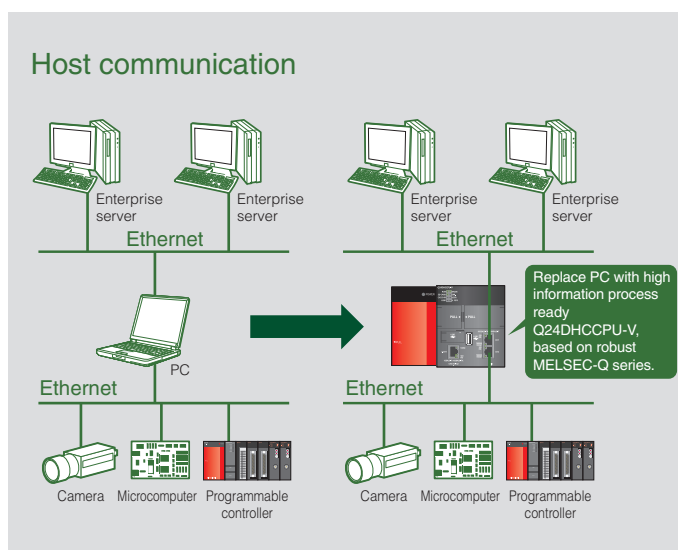 Host communication
Enterprise
server
Enterprise
server
Enterprise
server
Enterprise
server
Ethernet
Ethernet
Replace PC with high
information process
ready
Q24DHCCPU-V,
based on robust
MELSEC-Q series.
PC
Ethernet
Ethernet
Camera
Microcomputer
Programmable
controller
Camera
Microcomputer
Programmable
controller